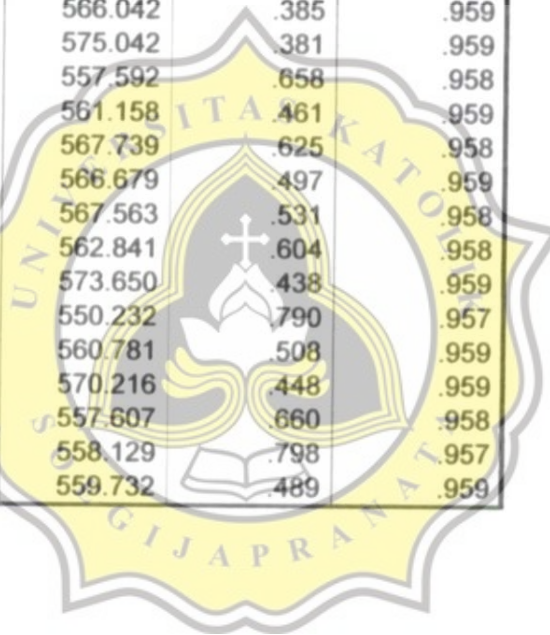 566.042 .385 .959
575.042 .381 .959
557.592 .658 .958
561.158 .461 .959
567.739 .625 .958
566.679 .497 .959
567.563 .531 .958
562.841 .604 .958
573.650 .438 .959
550.232 .790 .957
560.781 .508 .959
570.216 .448 .959
557.607 .660 .958
558.129 .798 .957
559.732 .489 .959
UNIVERSITAS KATOLIK
SOEGIJAPRANATA